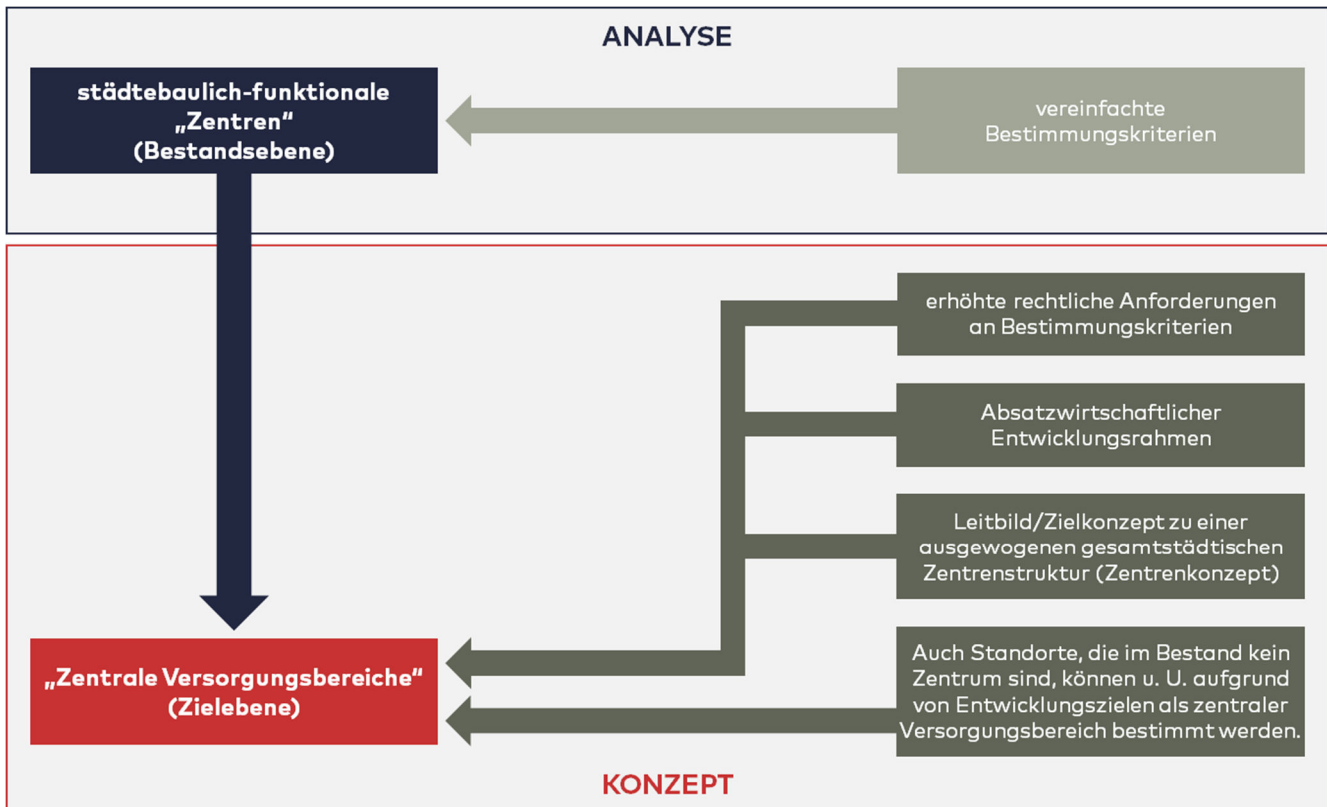 ANALYSE
städtebaulich-funktionale
„Zentren“
(Bestandsebene)
vereinfachte
Bestimmungskriterien
erhöhte rechtliche Anforderungen
an Bestimmungskriterien
Absatzwirtschaftlicher
Entwicklungsrahmen
Leitbild/Zielkonzept zu einer
ausgewogenen gesamtstädtischen
Zentrenstruktur (Zentrenkonzept)
„Zentrale Versorgungsbereiche“
(Zielebene)
Auch Standorte, die im Bestand kein
Zentrum sind, können u. U. aufgrund
von Entwicklungszielen als zentraler
Versorgungsbereich bestimmt werden.
KONZEPT